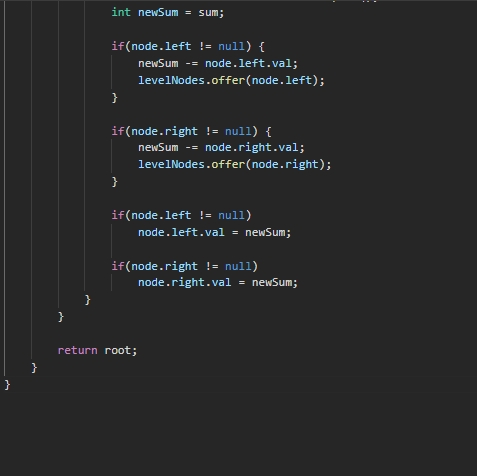 int newSum = sum;
if(node.left != null) {
newSum -= node.left.val;
levelNodes.offer(node.left);
}
if(node.right != null) {
newSum -= node.right.val;
levelNodes.offer(node.right);
}
if(node.left != null)
node.left.val = newSum;
if(node.right != null)
node.right.val = newSum;
}
}
return root;
}
}